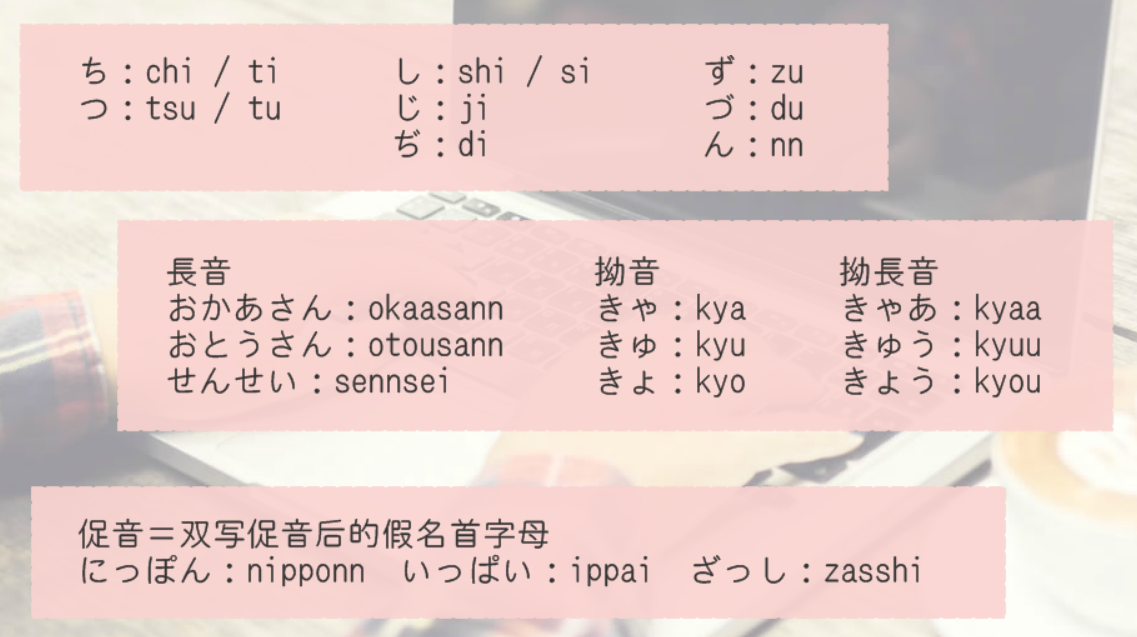 ち：chi / ti  し：shi / si  ず：zu
つ：tsu / tu  じ：ji  づ：du
ぢ：di  ん：nn
長音  拗音  拗長音
おかあさん：okaasann  きゃ：kya  きゃあ：kyaa
おとうさん：otousann  きゅ：kyu  きゅう：kyuu
せんせい：sennsei  きょ：kyo  きょう：kyou
促音＝双写促音后的假名首字母
にっぽん：nipponn  いっぱい：ippai  ざっし：zasshi